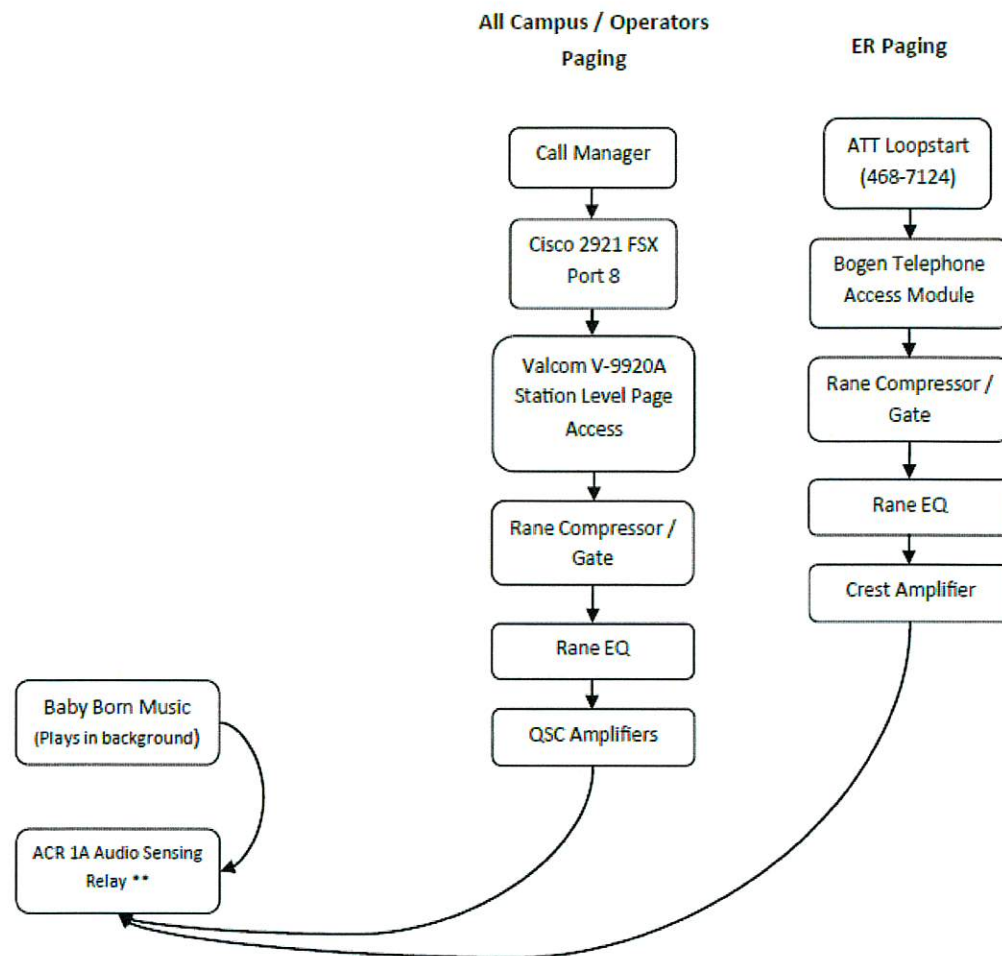 All Campus / Operators
Paging
Call Manager
Cisco 2921 FSX
Port 8
Valcom V-9920A
Station Level Page
Access
Rane Compressor /
Gate
Rane EQ
QSC Amplifiers
ER Paging
ATT Loopstart
(468-7124)
Bogen Telephone
Access Module
Rane Compressor /
Gate
Rane EQ
Crest Amplifier
Baby Born Music
(Plays in background)
ACR 1A Audio Sensing
Relay **